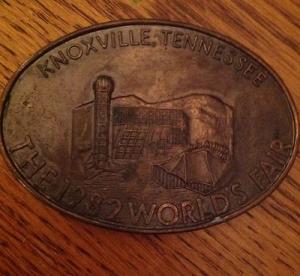 KNOXVILLE, TENNESSEE
THE 1982 WORLD'S FAIR